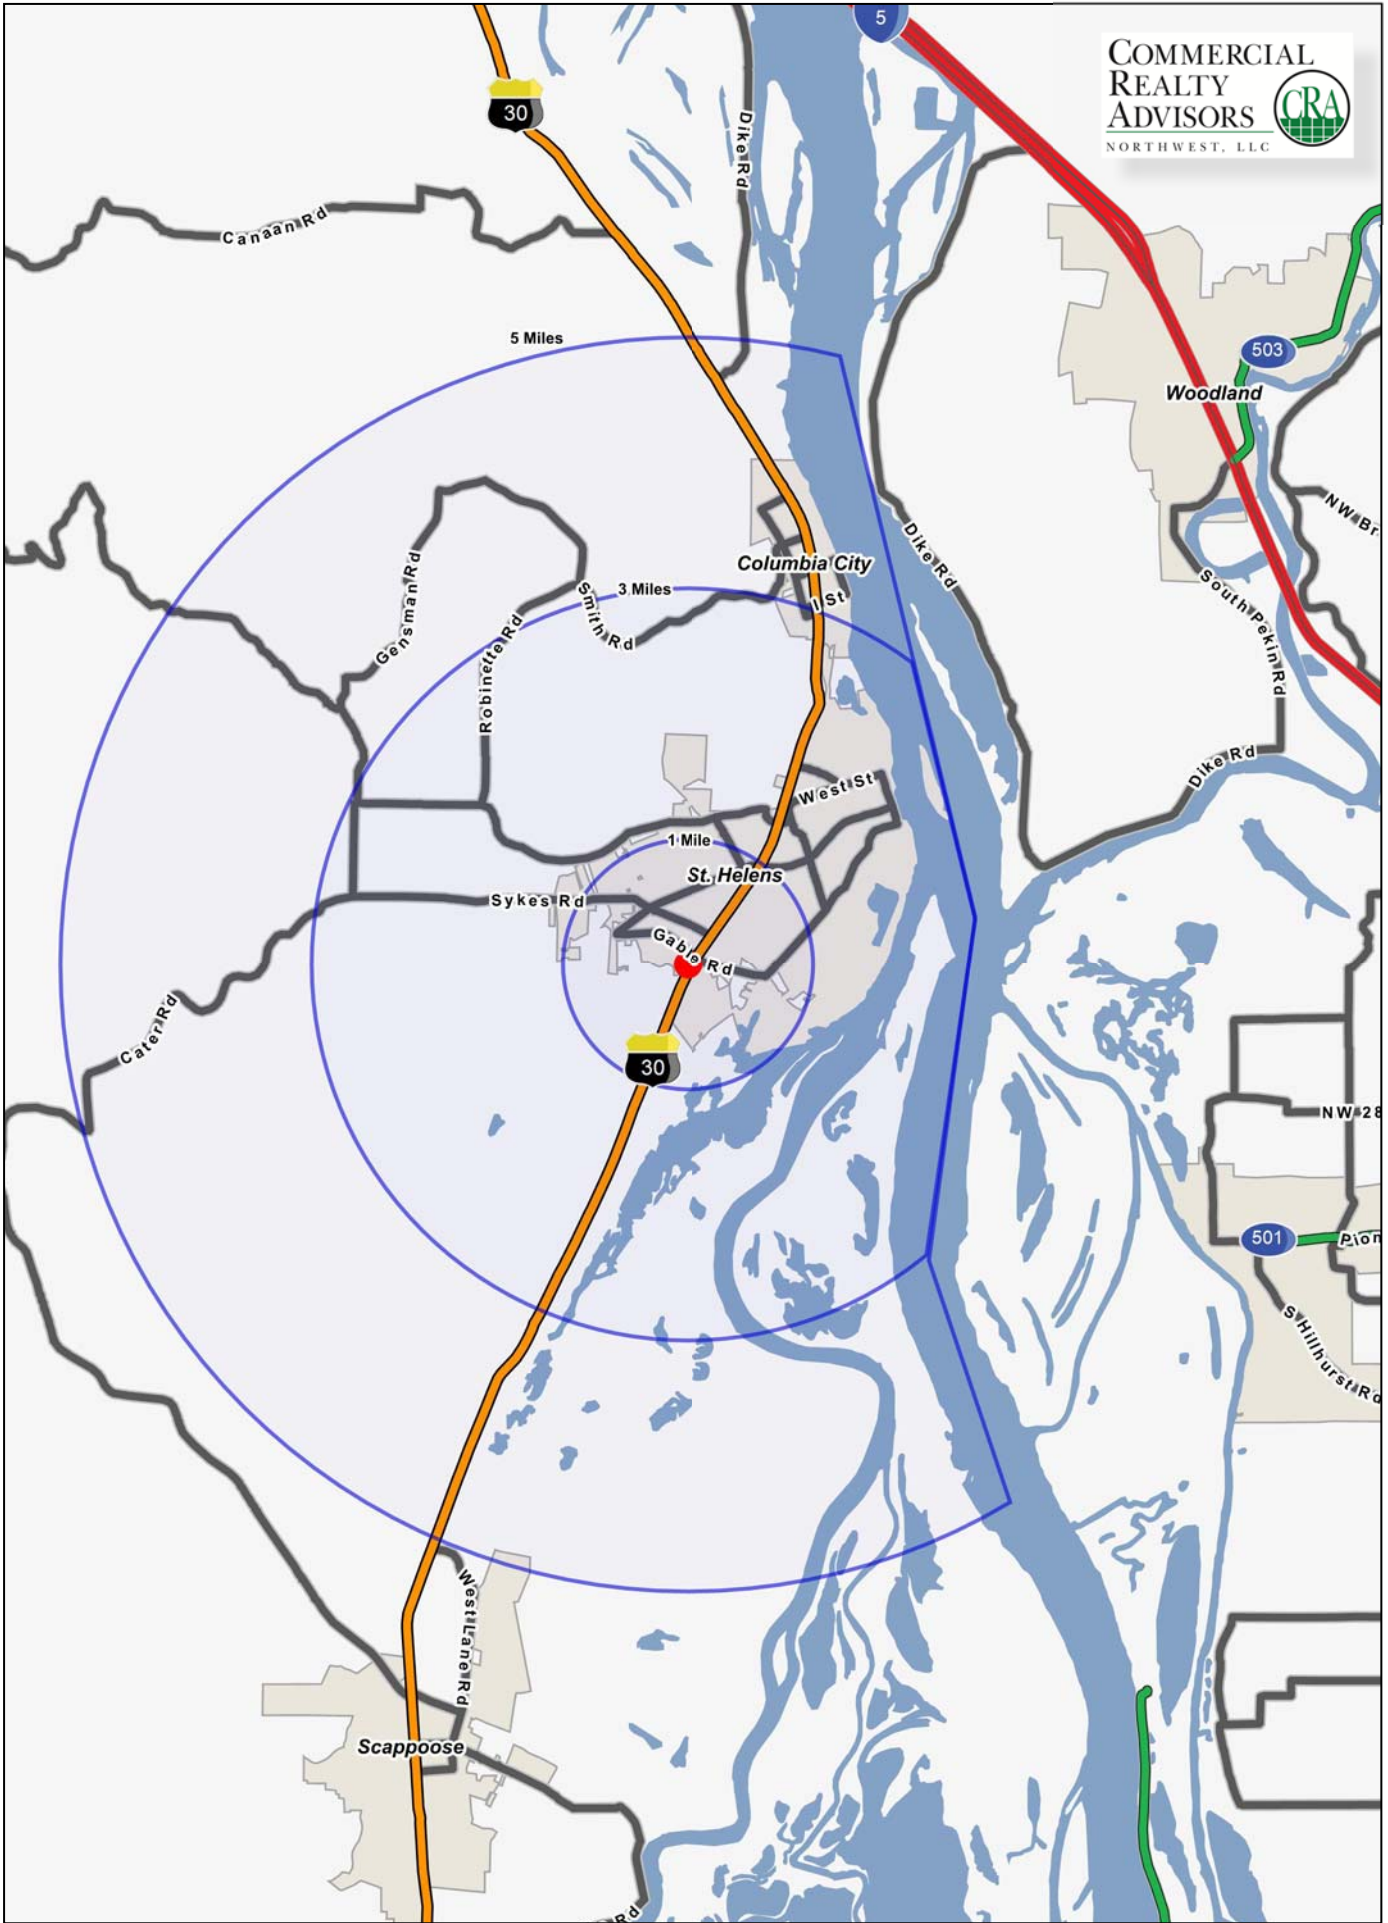 5
COMMERCIAL
REALTY
ADVISORS
NORTHWEST, LLC
CRA
30
Dike Rd
Canaan Rd
5 Miles
503
Woodland
NW Br
Columbia City
Dike Rd
Gensman Rd
3 Miles
Smith Rd
I St
South Pekin Rd
Robinette Rd
Dike Rd
West St
1 Mile
St. Helens
Sykes Rd
Gable Rd
Cater Rd
30
NW 28
501
Pion
S Hillhurst Rd
West Lane Rd
Scappoose
Rd